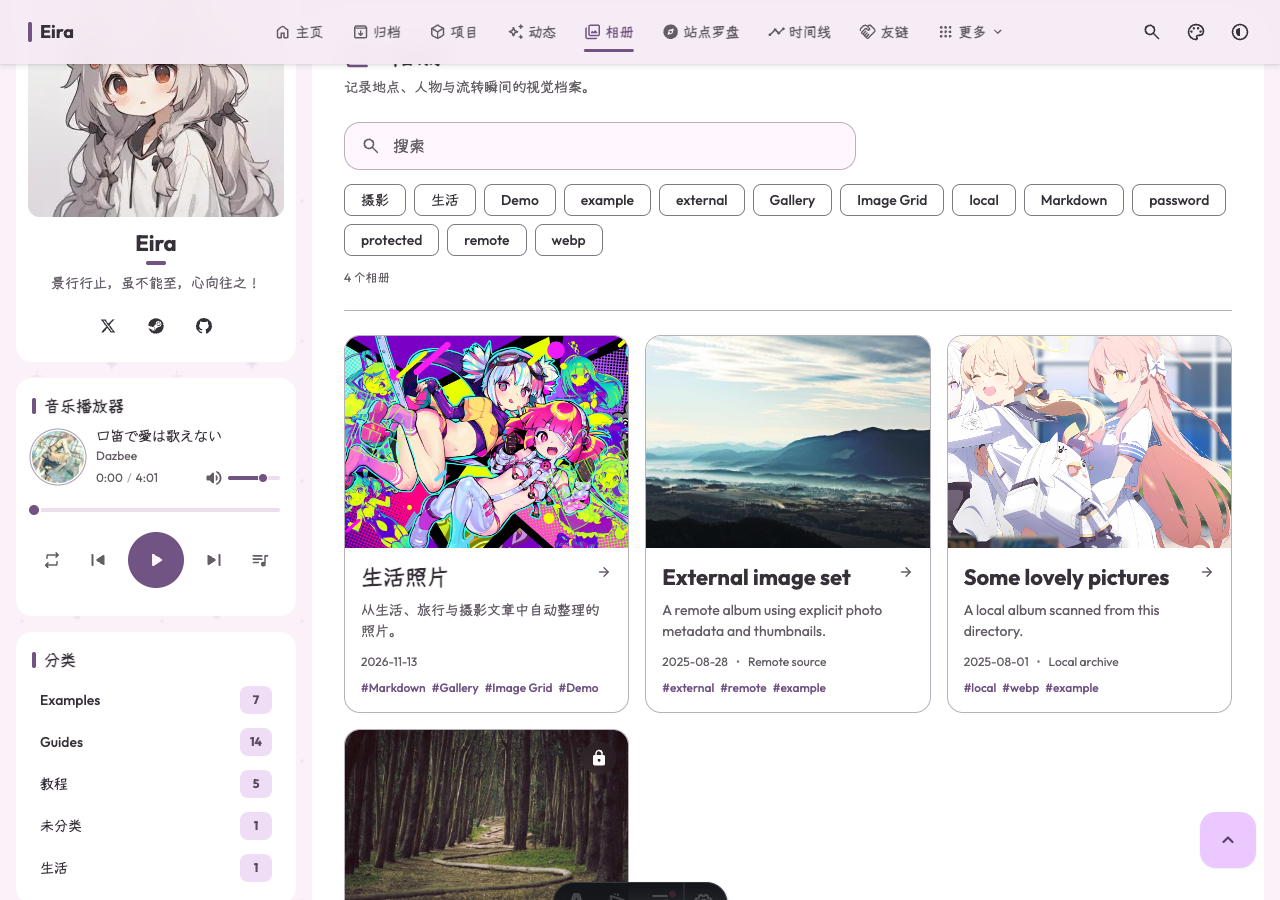 Eira
主页
归档
项目
动态
相册
站点罗盘
时间线
友链
更多
记录地点、人物与流转瞬间的视觉档案。
搜索
摄影
生活
Demo
example
external
Gallery
Image Grid
local
Markdown
password
protected
remote
webp
4 个相册
Eira
景行行止，虽不能至，心向往之！
音乐播放器
口笛で愛は歌えない
Dazbee
0:00 / 4:01
分类
Examples 7
Guides 14
教程 5
未分类 1
生活 1
生活照片
从生活、旅行与摄影文章中自动整理的
照片。
2026-11-13
#Markdown #Gallery #Image Grid #Demo
External image set
A remote album using explicit photo
metadata and thumbnails.
2025-08-28 • Remote source
#external #remote #example
Some lovely pictures
A local album scanned from this
directory.
2025-08-01 • Local archive
#local #webp #example